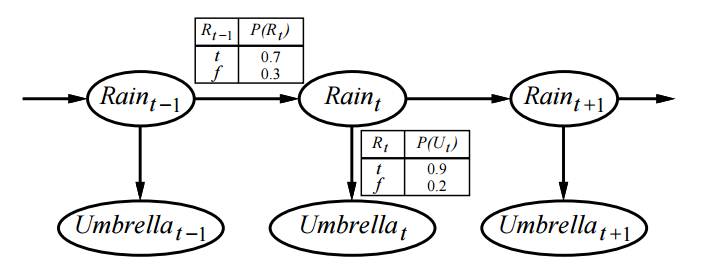 R_{t-1} P(R_t)
t 0.7
f 0.3
Rain_{t-1} Rain_t Rain_{t+1}
R_t P(U_t)
t 0.9
f 0.2
Umbrella_{t-1} Umbrella_t Umbrella_{t+1}